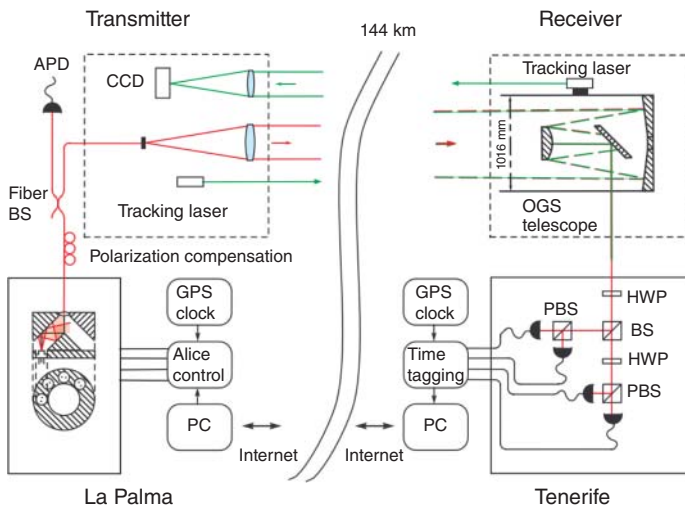 Transmitter
144 km
Receiver
APD
CCD
Tracking laser
1016 mm
Fiber
BS
Tracking laser
OGS
telescope
Polarization compensation
GPS
clock
Alice
control
PC
Internet
Internet
GPS
clock
Time
tagging
PC
HWP
PBS
BS
HWP
PBS
La Palma
Tenerife